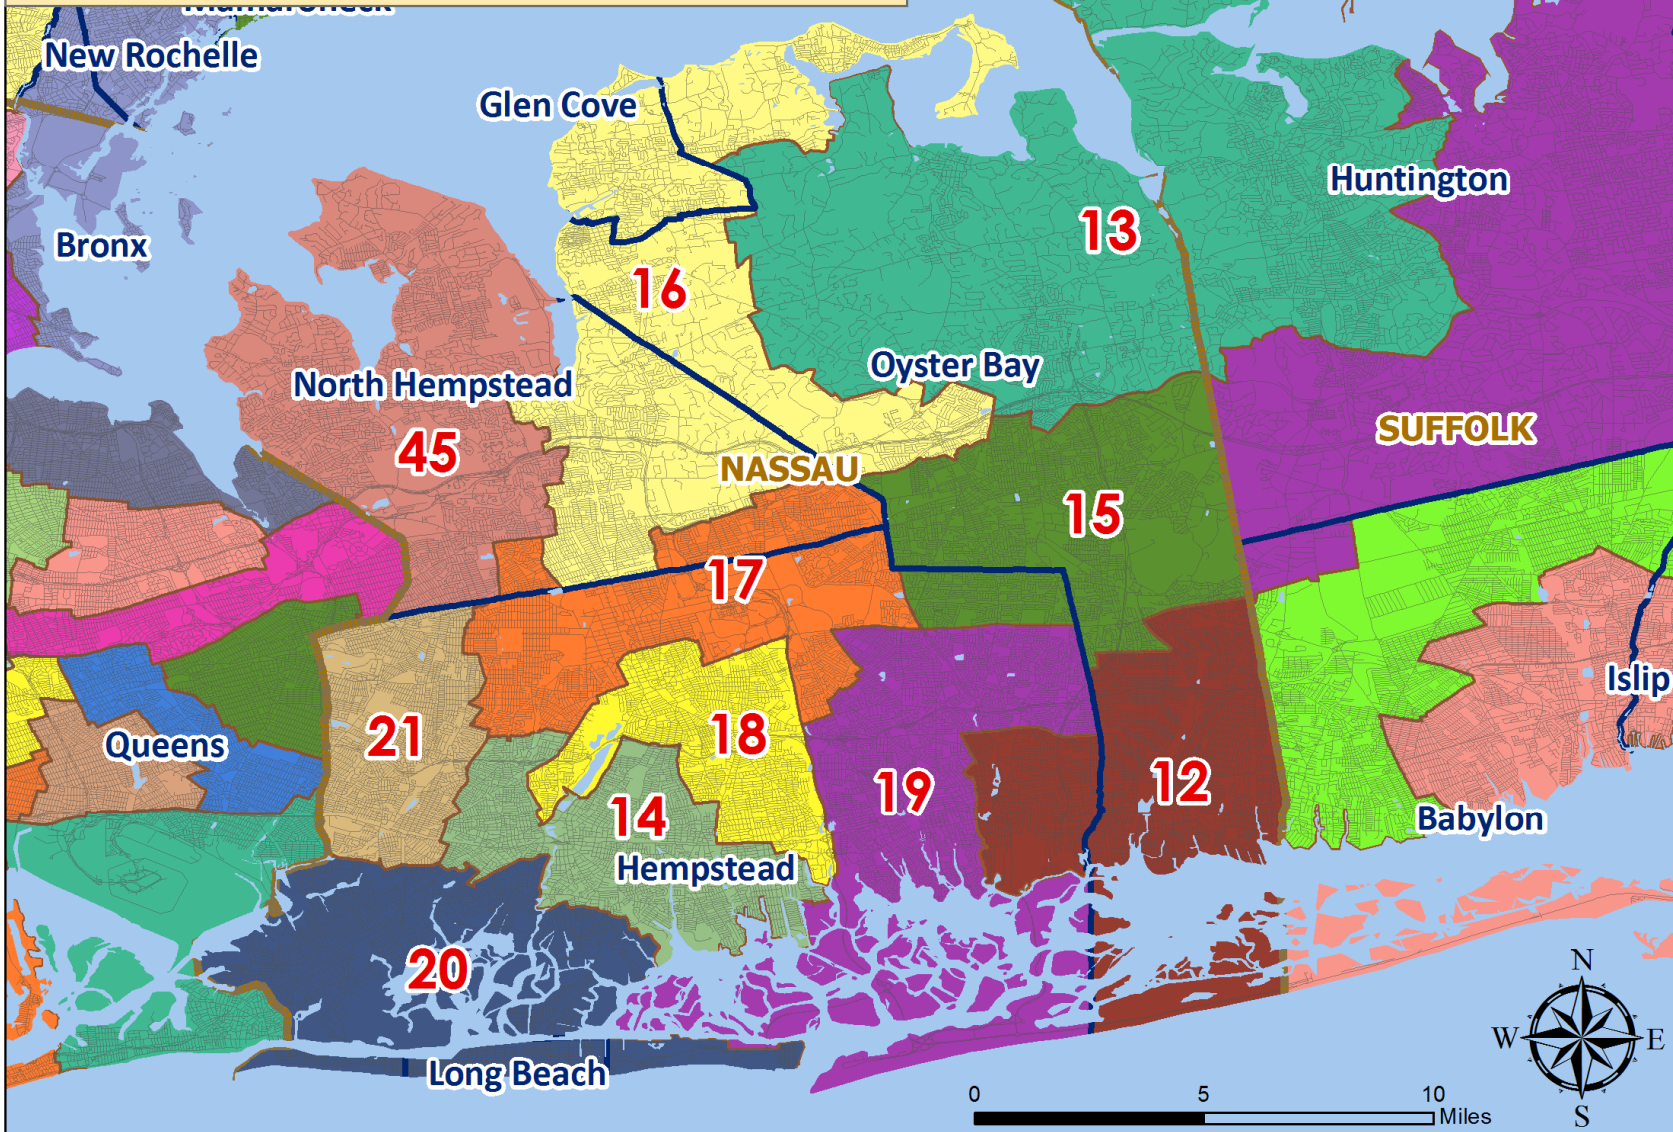 Mamaroneck
New Rochelle
Glen Cove
Huntington
13
Bronx
16
Oyster Bay
North Hempstead
SUFFOLK
45
NASSAU
15
17
Islip
21
18
Queens
12
19
14
Babylon
Hempstead
20
N
W
E
Long Beach
0
5
10
Miles
S